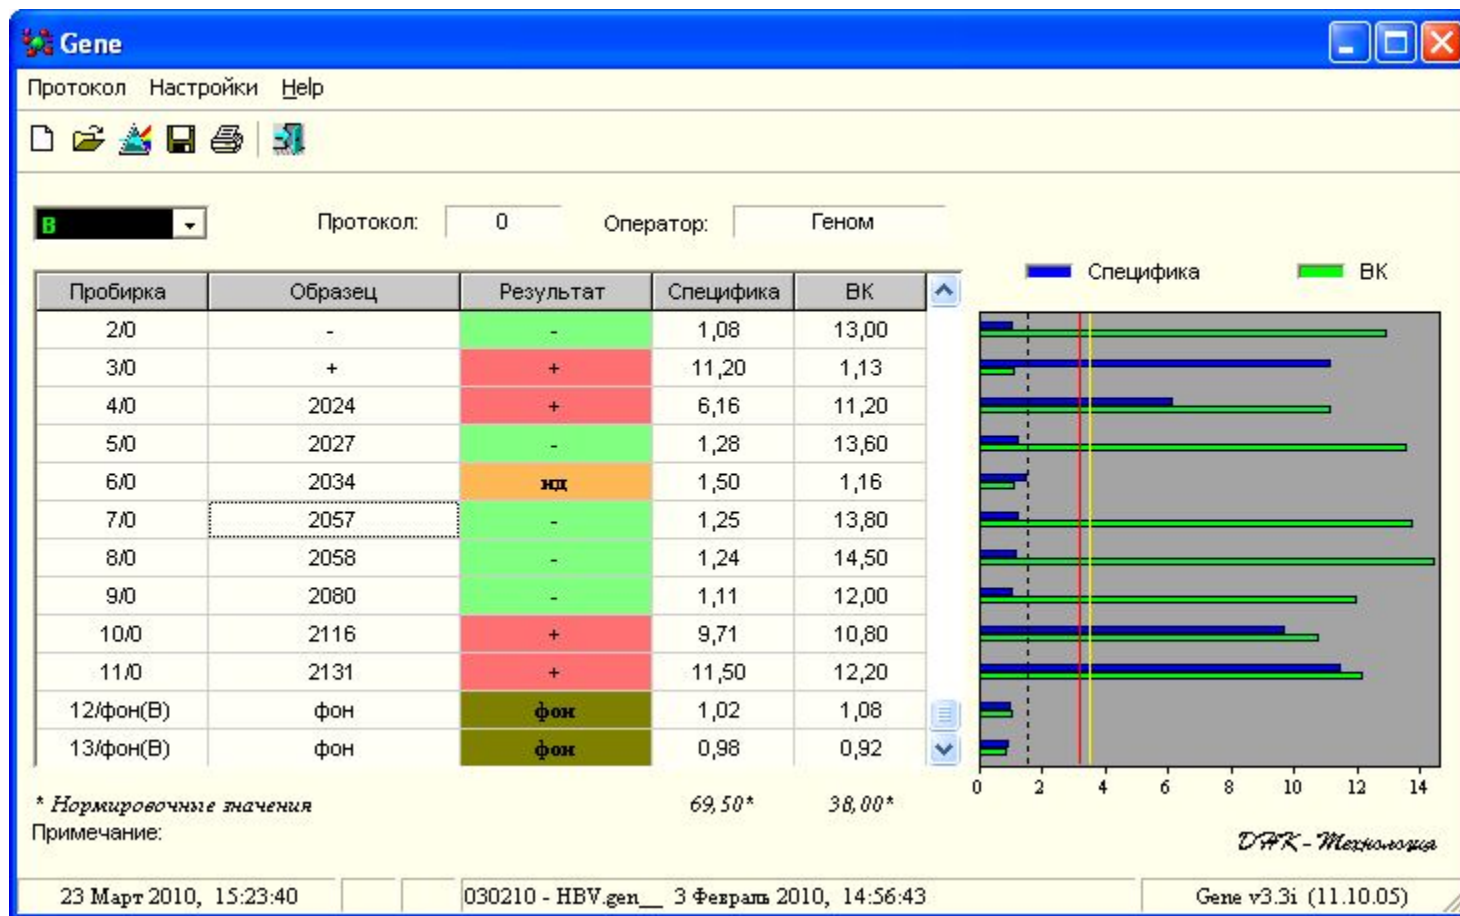 Gene
Протокол Настройки Help
B Протокол: 0 Оператор: Геном
Специфика ВК
Пробирка Образец Результат Специфика ВК
2/0 - - 1,08 13,00
3/0 + + 11,20 1,13
4/0 2024 + 6,16 11,20
5/0 2027 - 1,28 13,60
6/0 2034 нд 1,50 1,16
7/0 2057 - 1,25 13,80
8/0 2058 - 1,24 14,50
9/0 2080 - 1,11 12,00
10/0 2116 + 9,71 10,80
11/0 2131 + 11,50 12,20
12/фон(B) фон фон 1,02 1,08
13/фон(B) фон фон 0,98 0,92
0 2 4 6 8 10 12 14
* Нормировочные значения 69,50* 38,00*
Примечание:
ДНК-Технология
23 Март 2010, 15:23:40 030210 - HBV.gen__ 3 Февраль 2010, 14:56:43 Gene v3.3i (11.10.05)